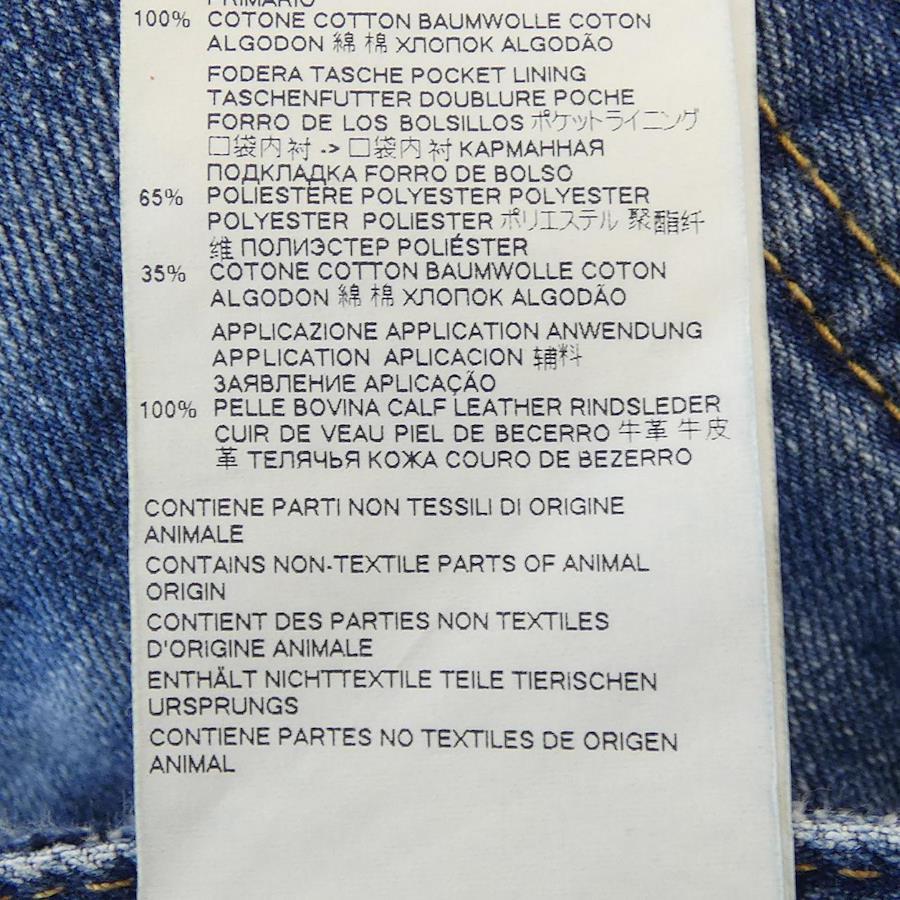 PRIMARIO
100% COTONE COTTON BAUMWOLLE COTON
ALGODON 綿 棉 ХЛОПОК ALGODÃO
FODERA TASCHE POCKET LINING
TASCHENFUTTER DOUBLURE POCHE
FORRO DE LOS BOLSILLOS ポケットライニング
口袋内衬 -> 口袋内衬 КАРМАННАЯ
ПОДКЛАДКА FORRO DE BOLSO
65% POLIESTERE POLYESTER POLYESTER
POLYESTER POLIESTER ポリエステル 聚酯纤
维 ПОЛИЭСТЕР POLIÉSTER
35% COTONE COTTON BAUMWOLLE COTON
ALGODON 綿 棉 ХЛОПОК ALGODÃO
APPLICAZIONE APPLICATION ANWENDUNG
APPLICATION APLICACION 辅料
ЗАЯВЛЕНИЕ APLICAÇÃO
100% PELLE BOVINA CALF LEATHER RINDSLEDER
CUIR DE VEAU PIEL DE BECERRO 牛革 牛皮
革 ТЕЛЯЧЬЯ КОЖА COURO DE BEZERRO
CONTIENE PARTI NON TESSILI DI ORIGINE
ANIMALE
CONTAINS NON-TEXTILE PARTS OF ANIMAL
ORIGIN
CONTIENT DES PARTIES NON TEXTILES
D'ORIGINE ANIMALE
ENTHÄLT NICHTTEXTILE TEILE TIERISCHEN
URSPRUNGS
CONTIENE PARTES NO TEXTILES DE ORIGEN
ANIMAL